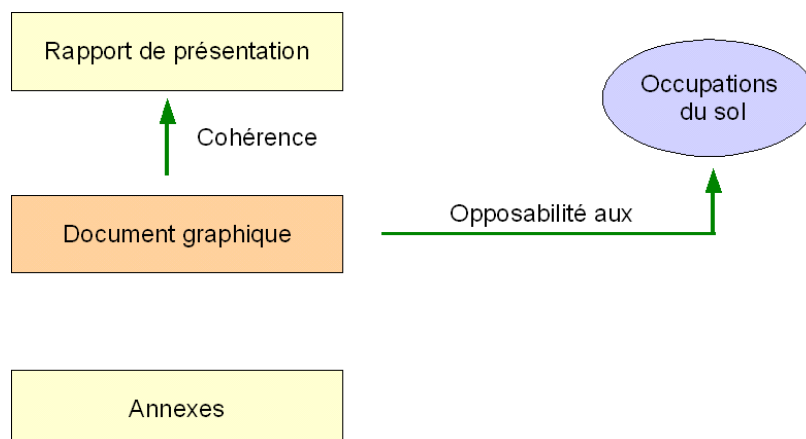 Rapport de présentation
Occupations
du sol
Cohérence
Document graphique
Opposabilité aux
Annexes